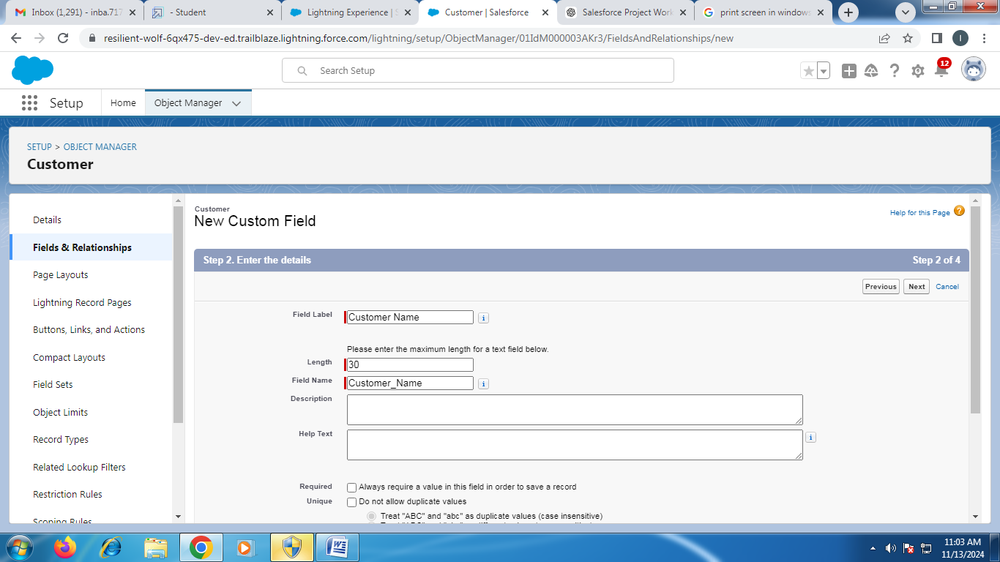 Inbox (1,291) - inba.717
- Student
Lightning Experience | S
Customer | Salesforce
Salesforce Project Work
print screen in windows
resilient-wolf-6qx475-dev-ed.trailblaze.lightning.force.com/lightning/setup/ObjectManager/01IdM000003AKr3/FieldsAndRelationships/new
I
Search Setup
12
Setup
Home
Object Manager
SETUP > OBJECT MANAGER
Customer
Details
Fields & Relationships
Page Layouts
Lightning Record Pages
Buttons, Links, and Actions
Compact Layouts
Field Sets
Object Limits
Record Types
Related Lookup Filters
Restriction Rules
Scoping Rules
Customer
New Custom Field
Help for this Page
Step 2. Enter the details
Step 2 of 4
Previous
Next
Cancel
Field Label
Customer Name
Please enter the maximum length for a text field below.
Length
30
Field Name
Customer_Name
Description
Help Text
Required
Always require a value in this field in order to save a record
Unique
Do not allow duplicate values
Treat "ABC" and "abc" as duplicate values (case insensitive)
11:03 AM
11/13/2024